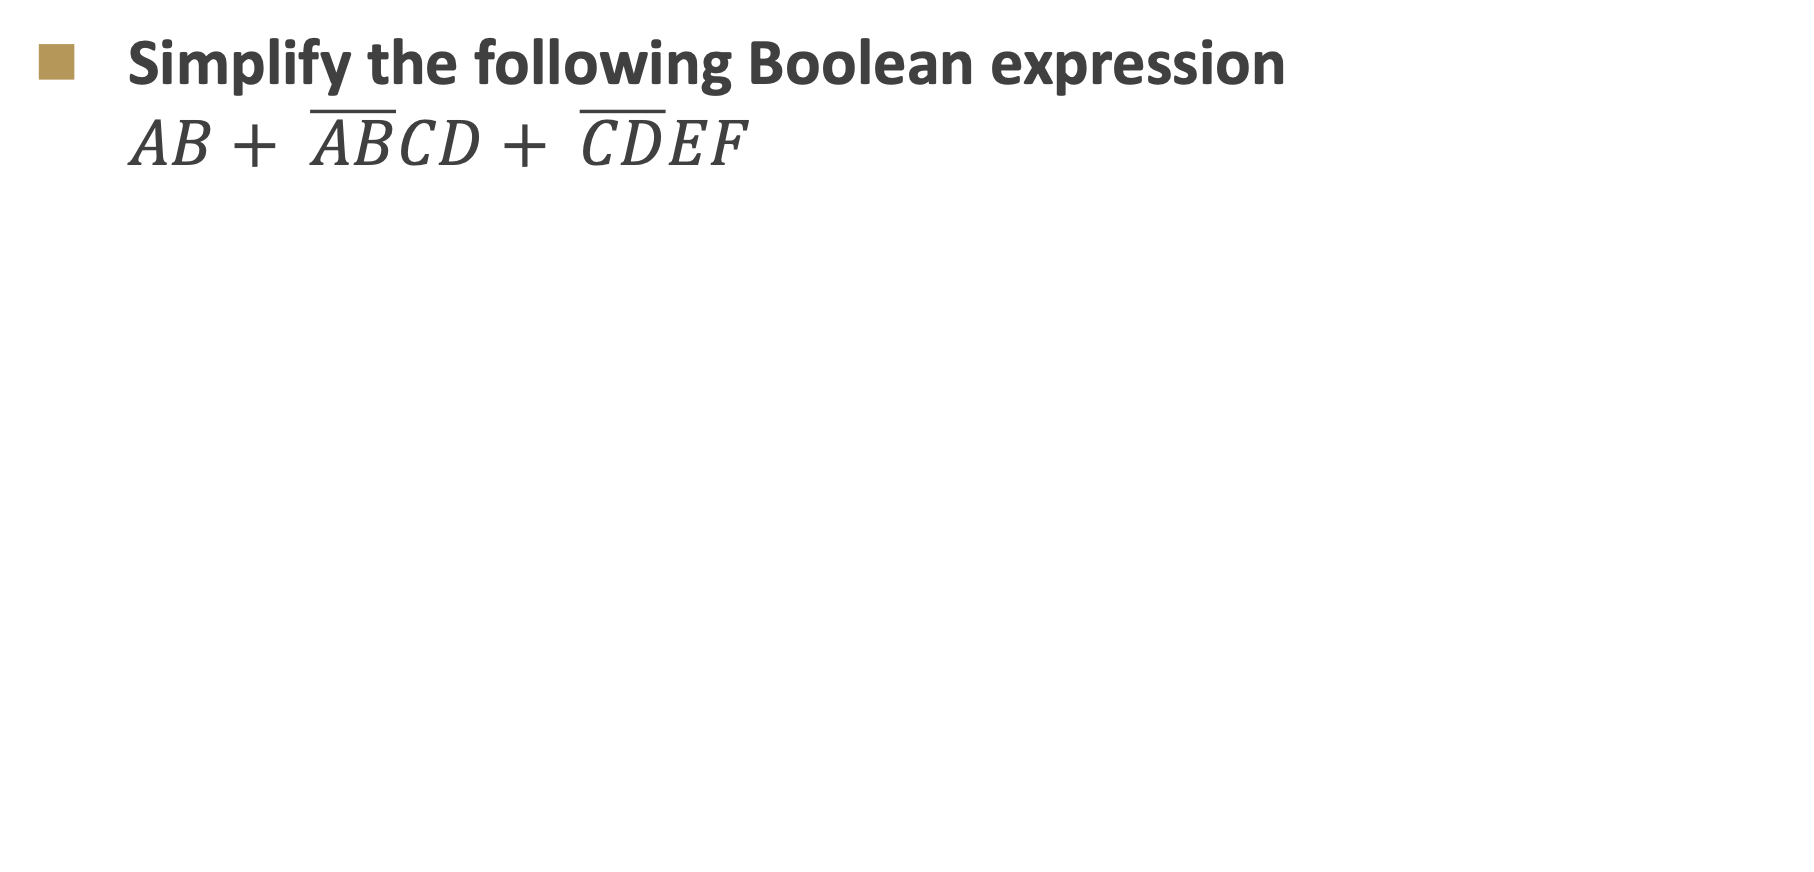 Simplify the following Boolean expression
AB + \overline{AB}CD + \overline{CD}EF